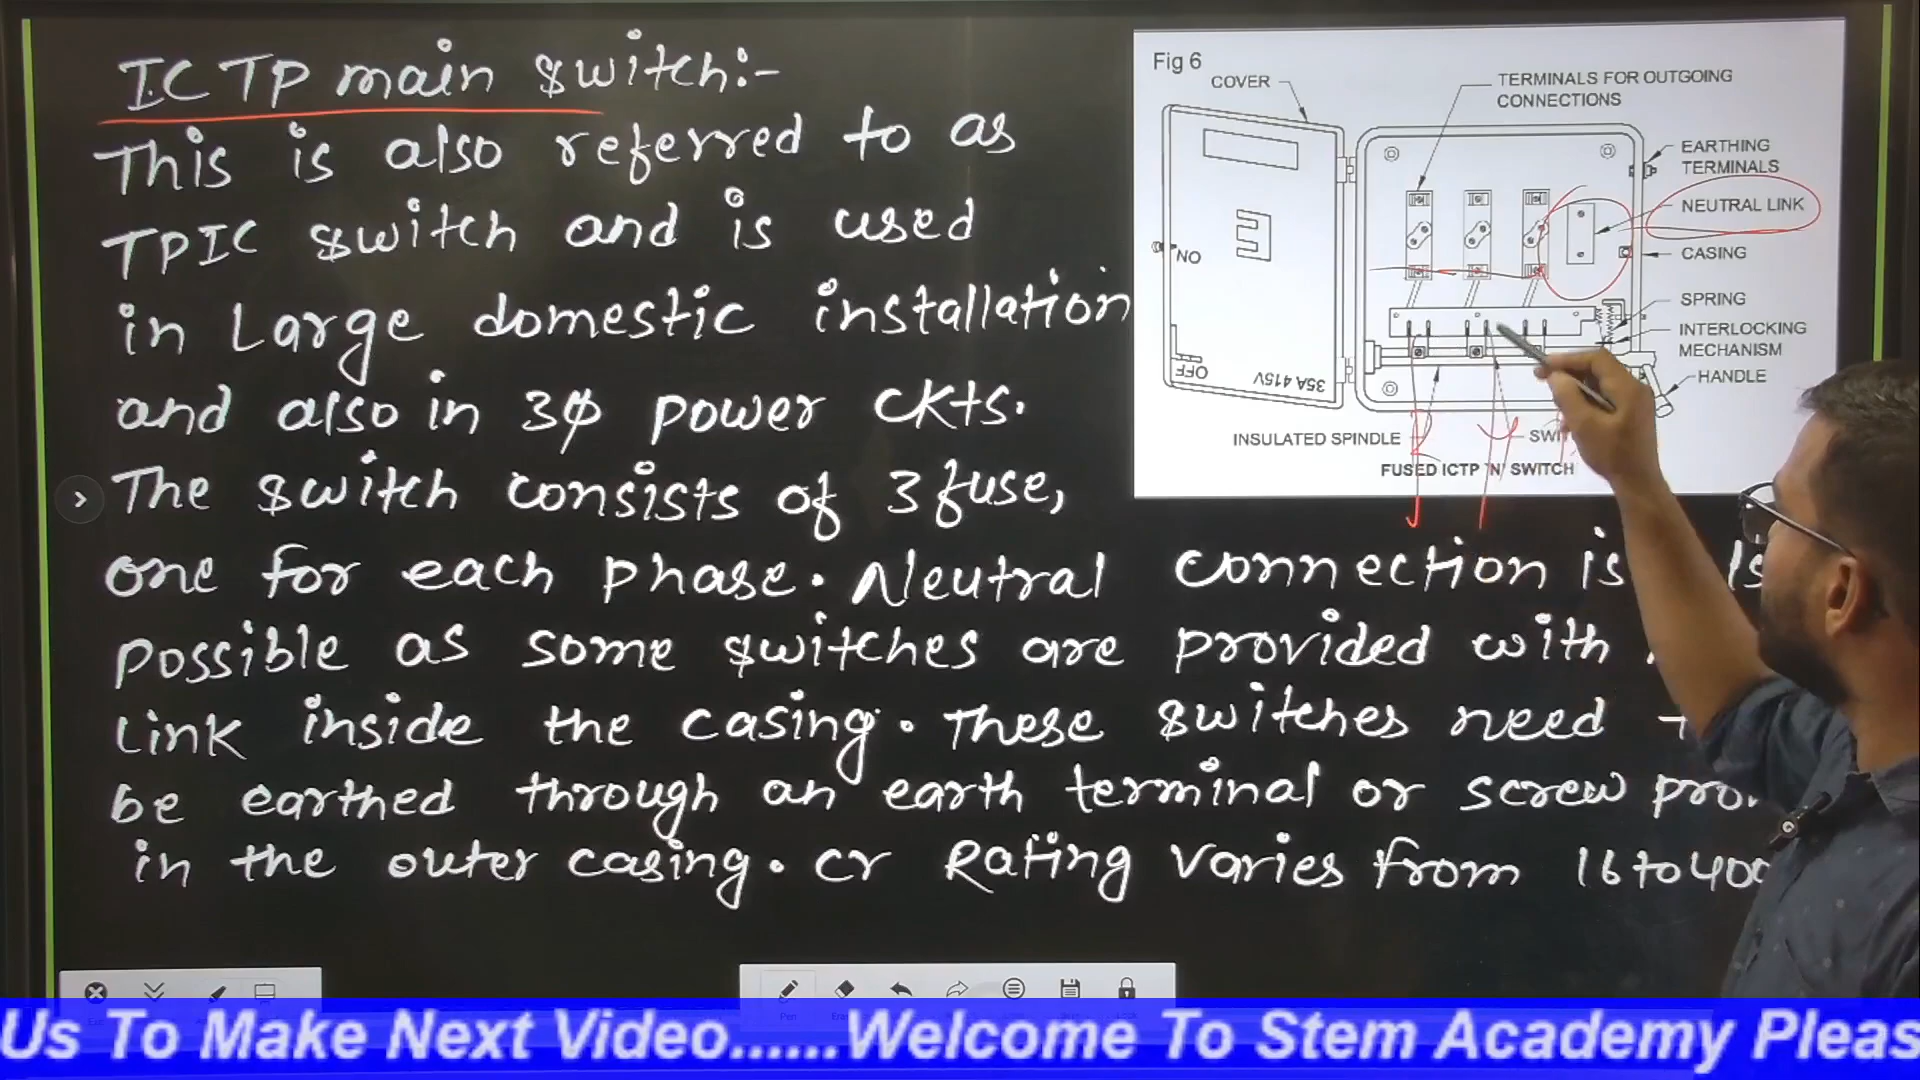 ICTP main switch:-
This is also referred to as
TPIC switch and is used
in Large domestic installation
and also in 3φ power CKts.
The switch consists of 3 fuse,
one for each phase. Neutral connection is
possible as some switches are provided with
Link inside the casing. These switches need
be earthed through an earth terminal or screw
in the outer casing. Cr Rating varies from 16 to 400
Fig 6
COVER
TERMINALS FOR OUTGOING
CONNECTIONS
EARTHING
TERMINALS
NEUTRAL LINK
CASING
SPRING
INTERLOCKING
MECHANISM
HANDLE
ON
OFF
35A 415V
INSULATED SPINDLE
R
Y
FUSED ICTP 'N' SWITCH
Pen
Us To Make Next Video......Welcome To Stem Academy Pleas